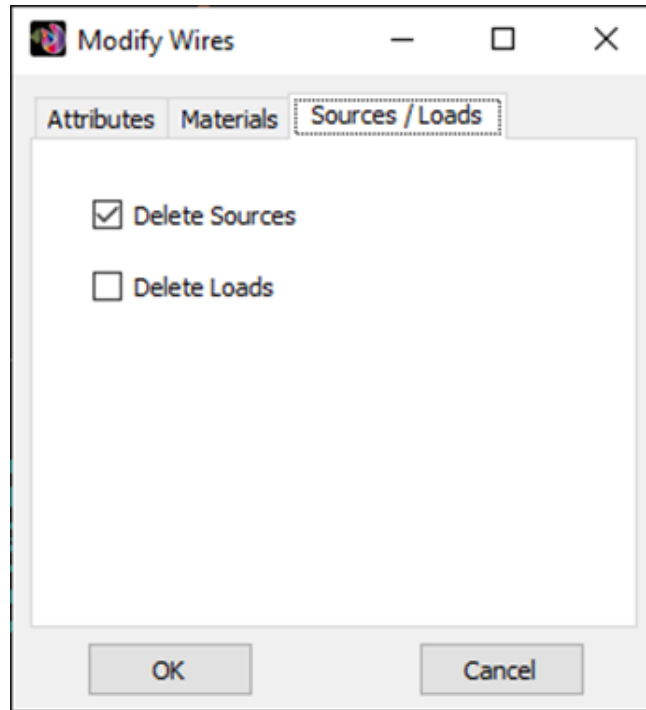 Modify Wires
Attributes Materials Sources / Loads
Delete Sources
Delete Loads
OK Cancel